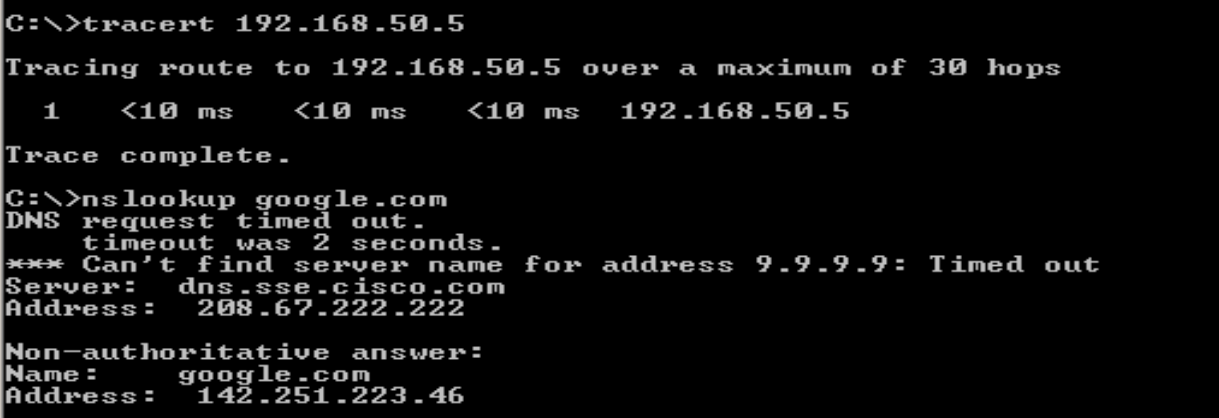 C:\>tracert 192.168.50.5
Tracing route to 192.168.50.5 over a maximum of 30 hops
1 <10 ms <10 ms <10 ms 192.168.50.5
Trace complete.
C:\>nslookup google.com
DNS request timed out.
timeout was 2 seconds.
*** Can't find server name for address 9.9.9.9: Timed out
Server: dns.sse.cisco.com
Address: 208.67.222.222
Non-authoritative answer:
Name: google.com
Address: 142.251.223.46